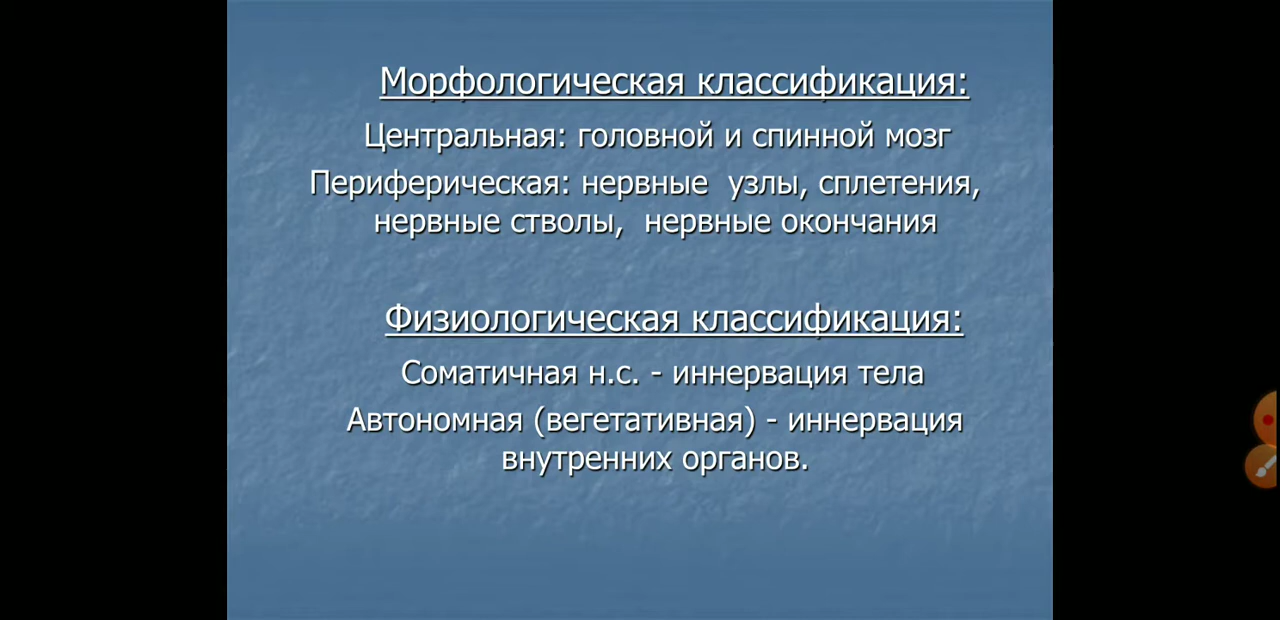 Морфологическая классификация:
Центральная: головной и спинной мозг
Периферическая: нервные узлы, сплетения,
нервные стволы, нервные окончания
Физиологическая классификация:
Соматичная н.с. - иннервация тела
Автономная (вегетативная) - иннервация
внутренних органов.